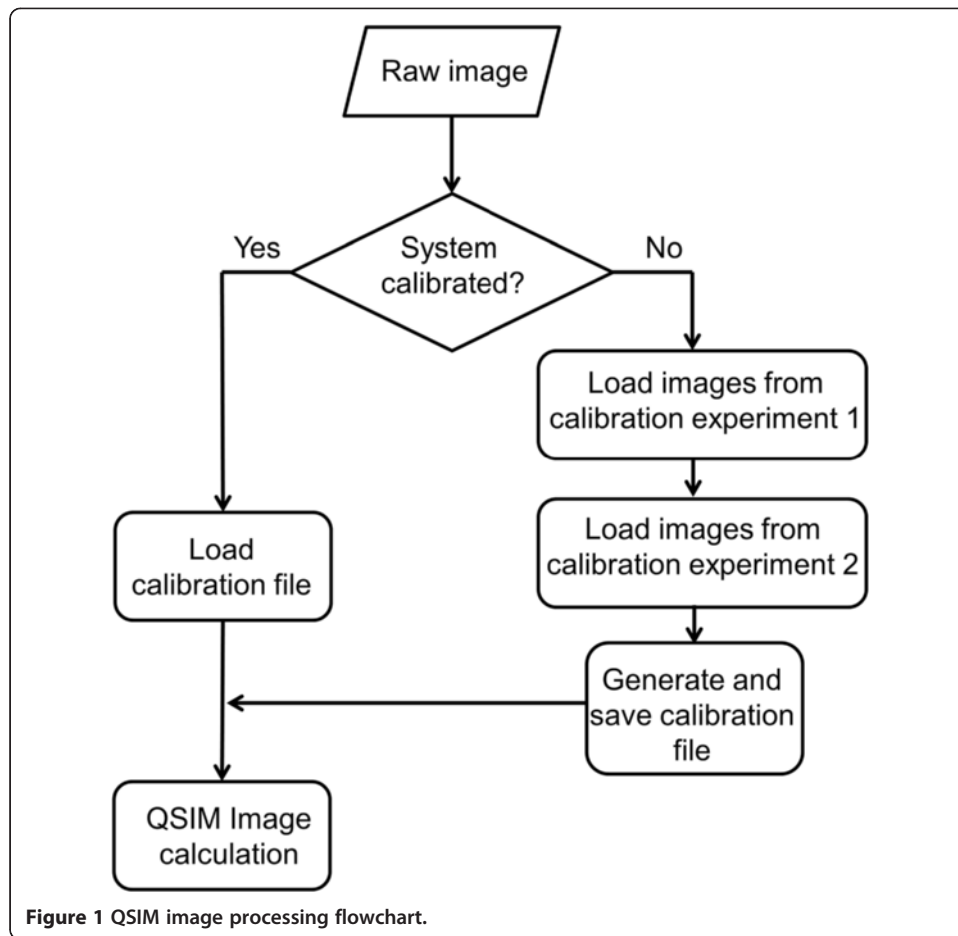 Raw image
Yes
System
calibrated?
No
Load images from
calibration experiment 1
Load images from
calibration experiment 2
Load
calibration file
Generate and
save calibration
file
QSIM Image
calculation
Figure 1 QSIM image processing flowchart.